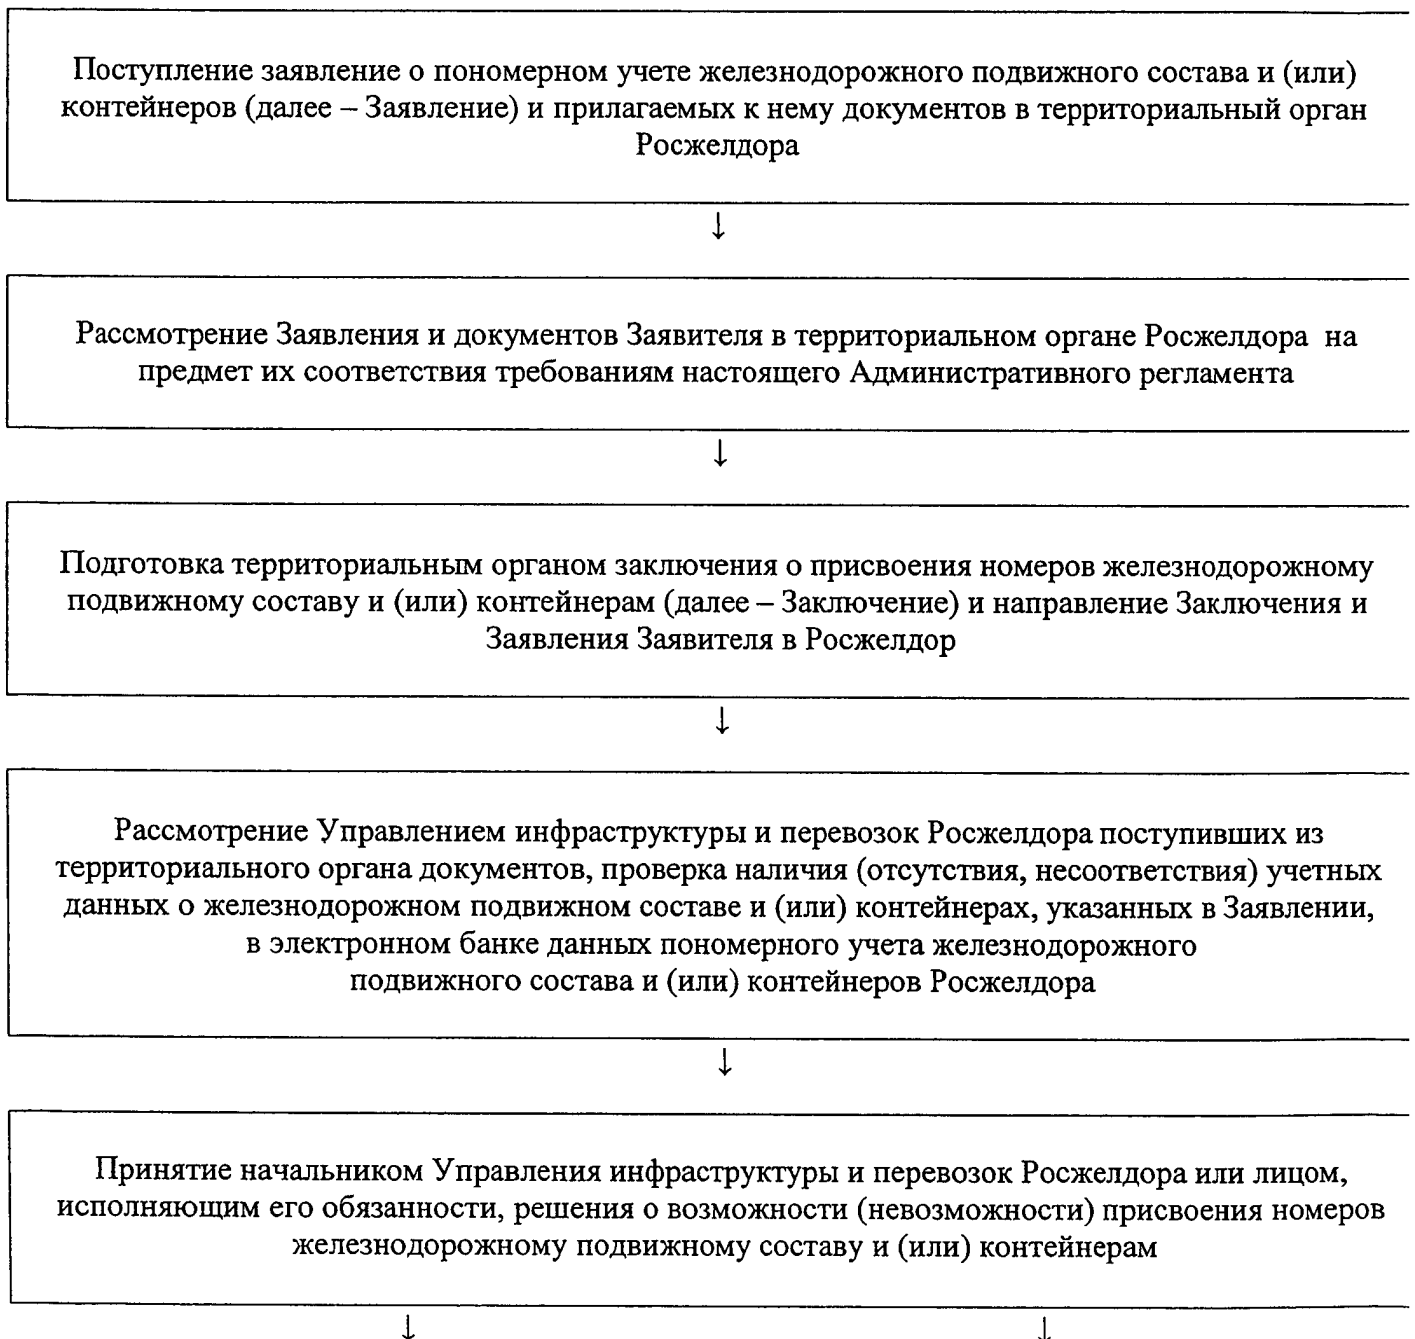 Поступление заявление о пономерном учете железнодорожного подвижного состава и (или)
контейнеров (далее – Заявление) и прилагаемых к нему документов в территориальный орган
Росжелдора
↓
Рассмотрение Заявления и документов Заявителя в территориальном органе Росжелдора на
предмет их соответствия требованиям настоящего Административного регламента
↓
Подготовка территориальным органом заключения о присвоения номеров железнодорожному
подвижному составу и (или) контейнерам (далее – Заключение) и направление Заключения и
Заявления Заявителя в Росжелдор
↓
Рассмотрение Управлением инфраструктуры и перевозок Росжелдора поступивших из
территориального органа документов, проверка наличия (отсутствия, несоответствия) учетных
данных о железнодорожном подвижном составе и (или) контейнерах, указанных в Заявлении,
в электронном банке данных пономерного учета железнодорожного
подвижного состава и (или) контейнеров Росжелдора
↓
Принятие начальником Управления инфраструктуры и перевозок Росжелдора или лицом,
исполняющим его обязанности, решения о возможности (невозможности) присвоения номеров
железнодорожному подвижному составу и (или) контейнерам
↓ ↓